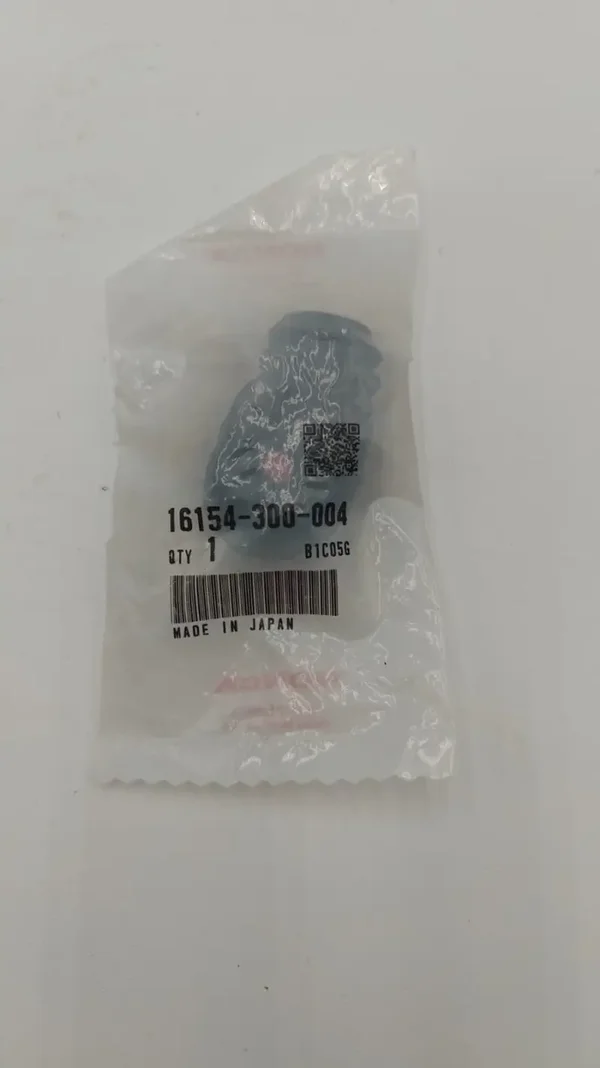 16154-300-004
QTY 1 B1C05G
MADE IN JAPAN